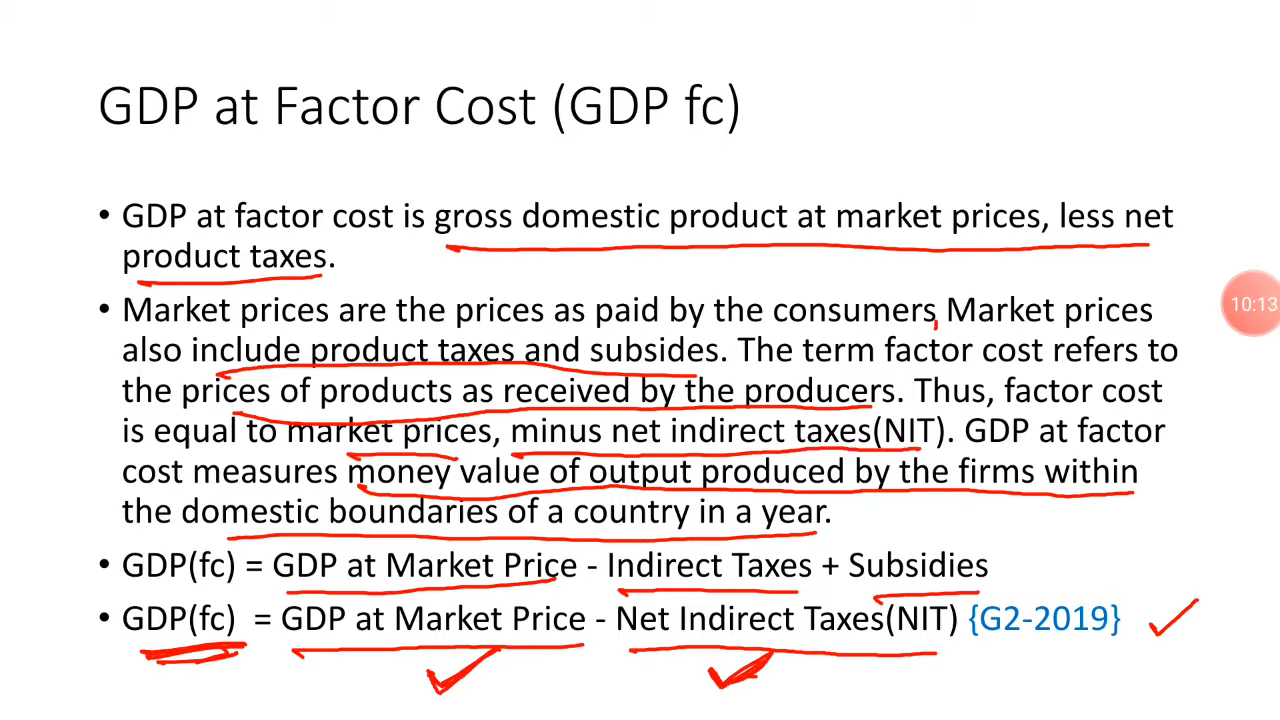 GDP at Factor Cost (GDP fc)
• GDP at factor cost is gross domestic product at market prices, less net
product taxes.
• Market prices are the prices as paid by the consumers, Market prices
also include product taxes and subsides. The term factor cost refers to
the prices of products as received by the producers. Thus, factor cost
is equal to market prices, minus net indirect taxes(NIT). GDP at factor
cost measures money value of output produced by the firms within
the domestic boundaries of a country in a year.
• GDP(fc) = GDP at Market Price - Indirect Taxes + Subsidies
• GDP(fc) = GDP at Market Price - Net Indirect Taxes(NIT) {G2-2019}
10:13